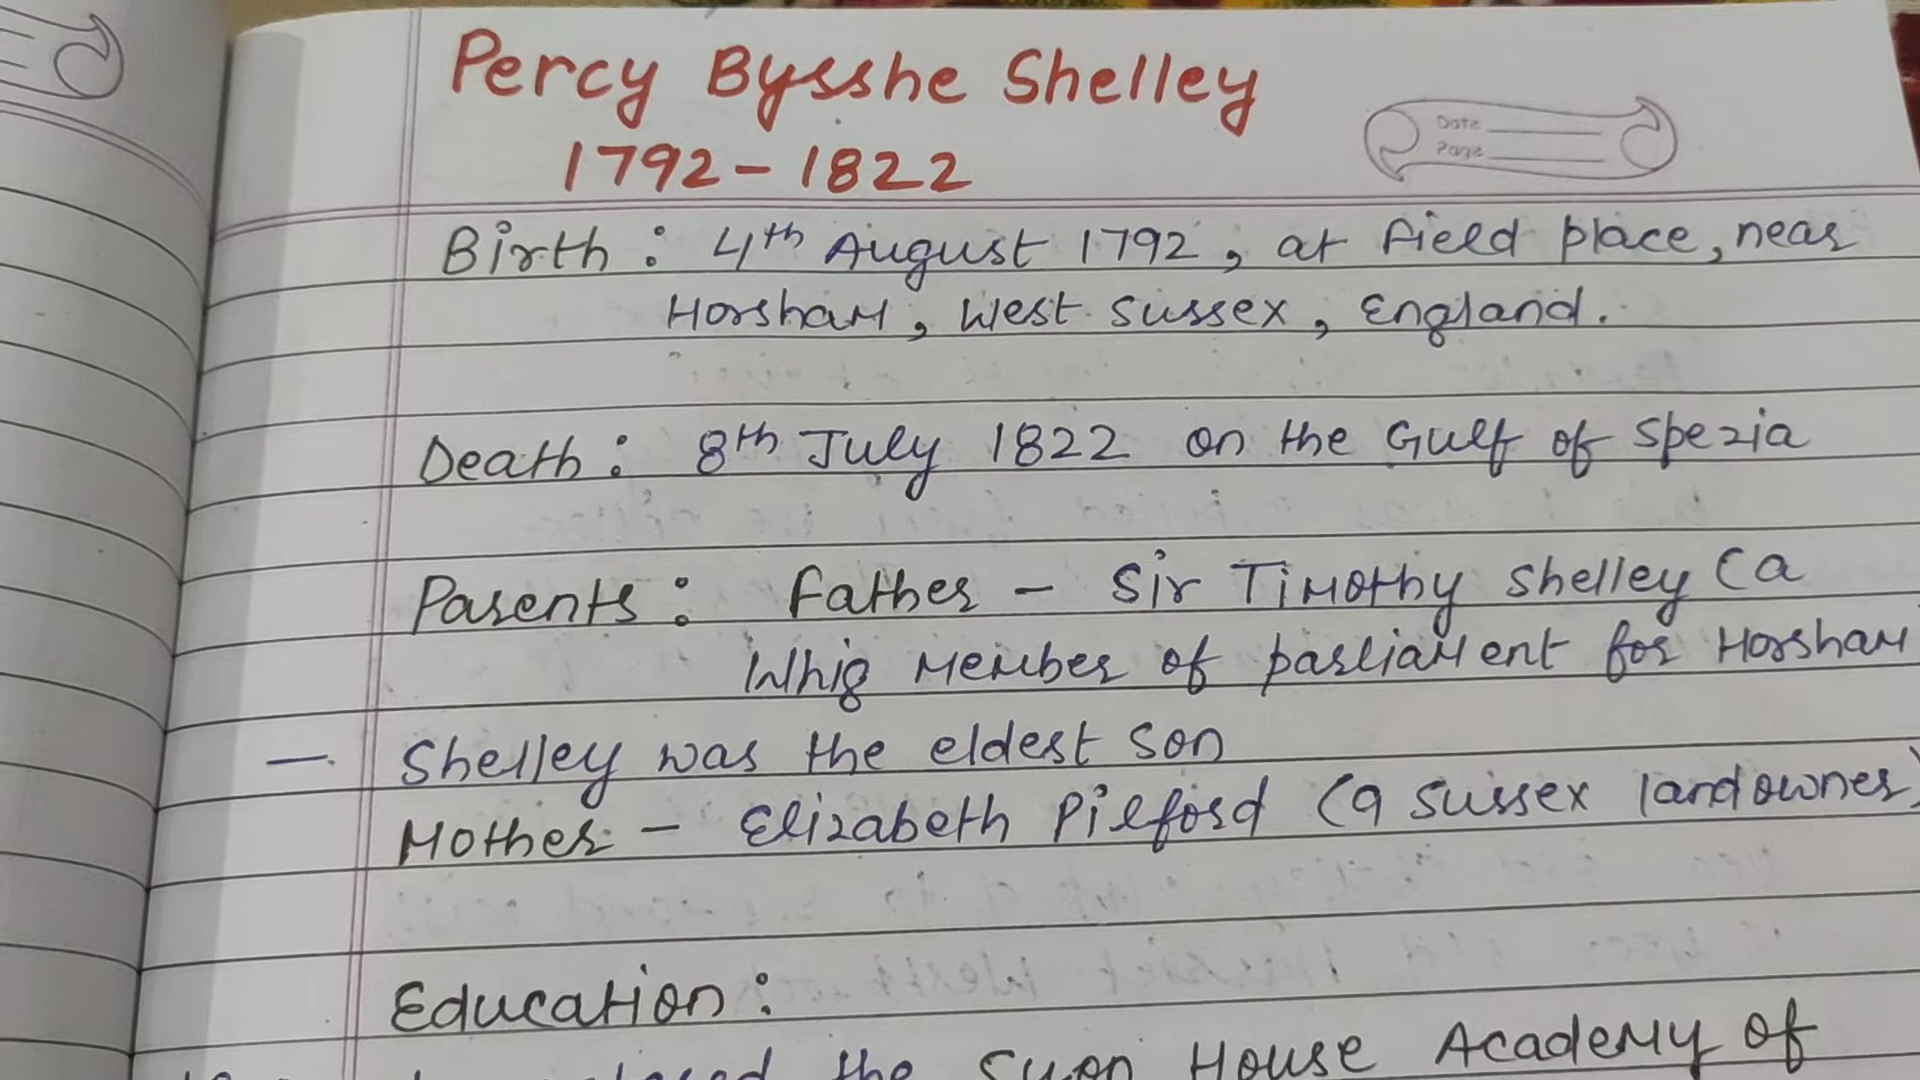 Percy Bysshe Shelley
1792-1822
Date
Page
Birth : 4th August 1792, at Field place, near
Horsham, West Sussex, England.
Death : 8th July 1822 on the Gulf of Spezia
Parents : Father - Sir Timothy Shelley (a
Whig Member of parliament for Horsham
— Shelley was the eldest son
Mother - Elizabeth Pilford (a Sussex landowner)
Education :
the Syon House Academy of